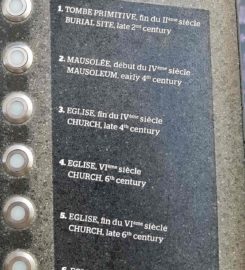 1. TOMBE PRIMITIVE, fin du IIème siècle
BURIAL SITE, late 2nd century
2. MAUSOLÉE, début du IVème siècle
MAUSOLEUM, early 4th century
3. EGLISE, fin du IVème siècle
CHURCH, late 4th century
4. EGLISE, VIème siècle
CHURCH, 6th century
5. EGLISE, fin du VIème siècle
CHURCH, late 6th century
6.